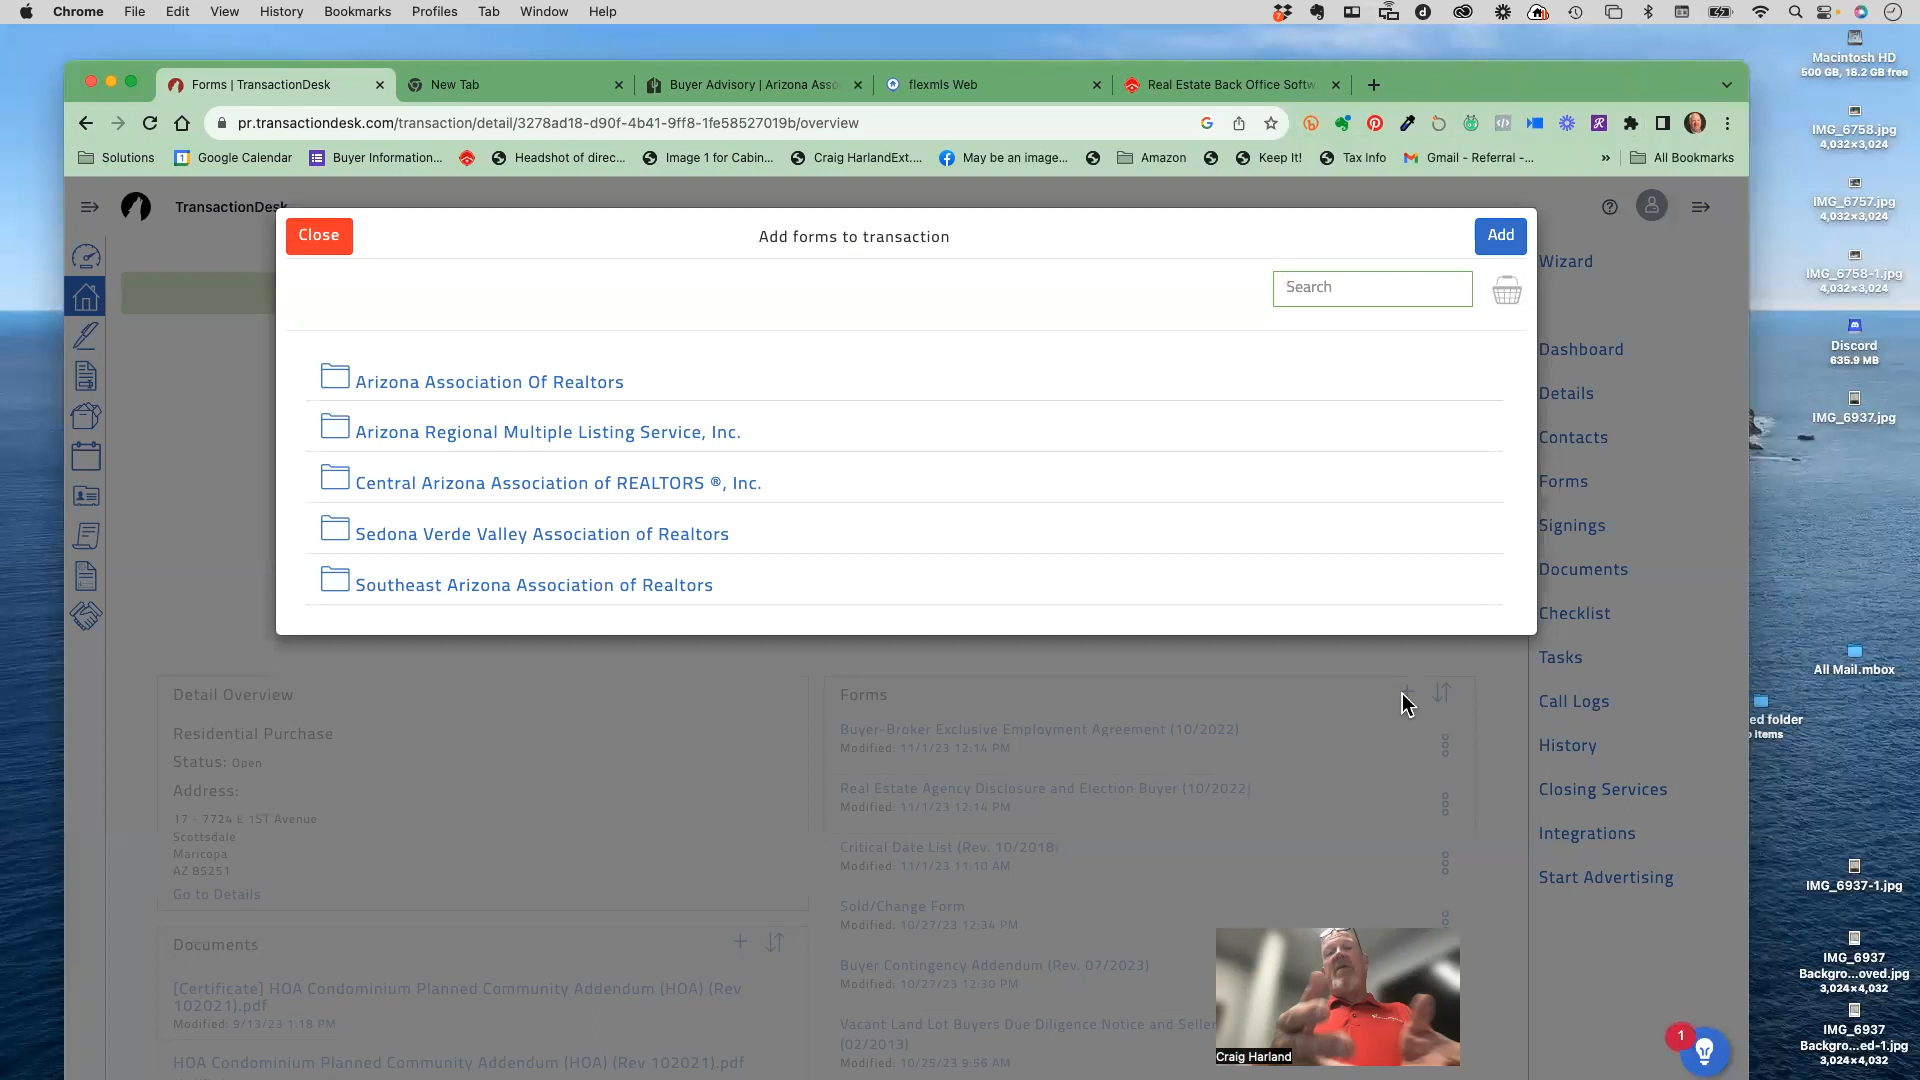 Chrome File Edit View History Bookmarks Profiles Tab Window Help
Forms | TransactionDesk
New Tab
Buyer Advisory | Arizona Asso
flexmls Web
Real Estate Back Office Softw
pr.transactiondesk.com/transaction/detail/3278ad18-d90f-4b41-9ff8-1fe58527019b/overview
Solutions Google Calendar Buyer Information... Headshot of direc... Image 1 for Cabin... Craig HarlandExt.... May be an image... Amazon Keep It! Tax Info Gmail - Referral -... » All Bookmarks
TransactionDesk
Close
Add forms to transaction
Add
Search
Arizona Association Of Realtors
Arizona Regional Multiple Listing Service, Inc.
Central Arizona Association of REALTORS ®, Inc.
Sedona Verde Valley Association of Realtors
Southeast Arizona Association of Realtors
Wizard
Dashboard
Details
Contacts
Forms
Signings
Documents
Checklist
Tasks
Call Logs
History
Closing Services
Integrations
Start Advertising
Detail Overview
Residential Purchase
Status: Open
Address:
17 - 7724 E 1ST Avenue
Scottsdale
Maricopa
AZ 85251
Go to Details
Documents
[Certificate] HOA Condominium Planned Community Addendum (HOA) (Rev
102021).pdf
Modified: 9/13/23 1:18 PM
HOA Condominium Planned Community Addendum (HOA) (Rev 102021).pdf
Forms
Buyer-Broker Exclusive Employment Agreement (10/2022)
Modified: 11/1/23 12:14 PM
Real Estate Agency Disclosure and Election Buyer (10/2022)
Modified: 11/1/23 12:14 PM
Critical Date List (Rev. 10/2018)
Modified: 11/1/23 11:10 AM
Sold/Change Form
Modified: 10/27/23 12:34 PM
Buyer Contingency Addendum (Rev. 07/2023)
Modified: 10/27/23 12:30 PM
Vacant Land Lot Buyers Due Diligence Notice and Seller
(02/2013)
Modified: 10/25/23 9:56 AM
Craig Harland
1
Macintosh HD
500 GB, 18.2 GB free
IMG_6758.jpg
4,032×3,024
IMG_6757.jpg
4,032×3,024
IMG_6758-1.jpg
4,032×3,024
Discord
635.9 MB
IMG_6937.jpg
All Mail.mbox
ed folder
items
IMG_6937-1.jpg
IMG_6937
Backgro...oved.jpg
3,024×4,032
IMG_6937
Backgro...ed-1.jpg
3,024×4,032